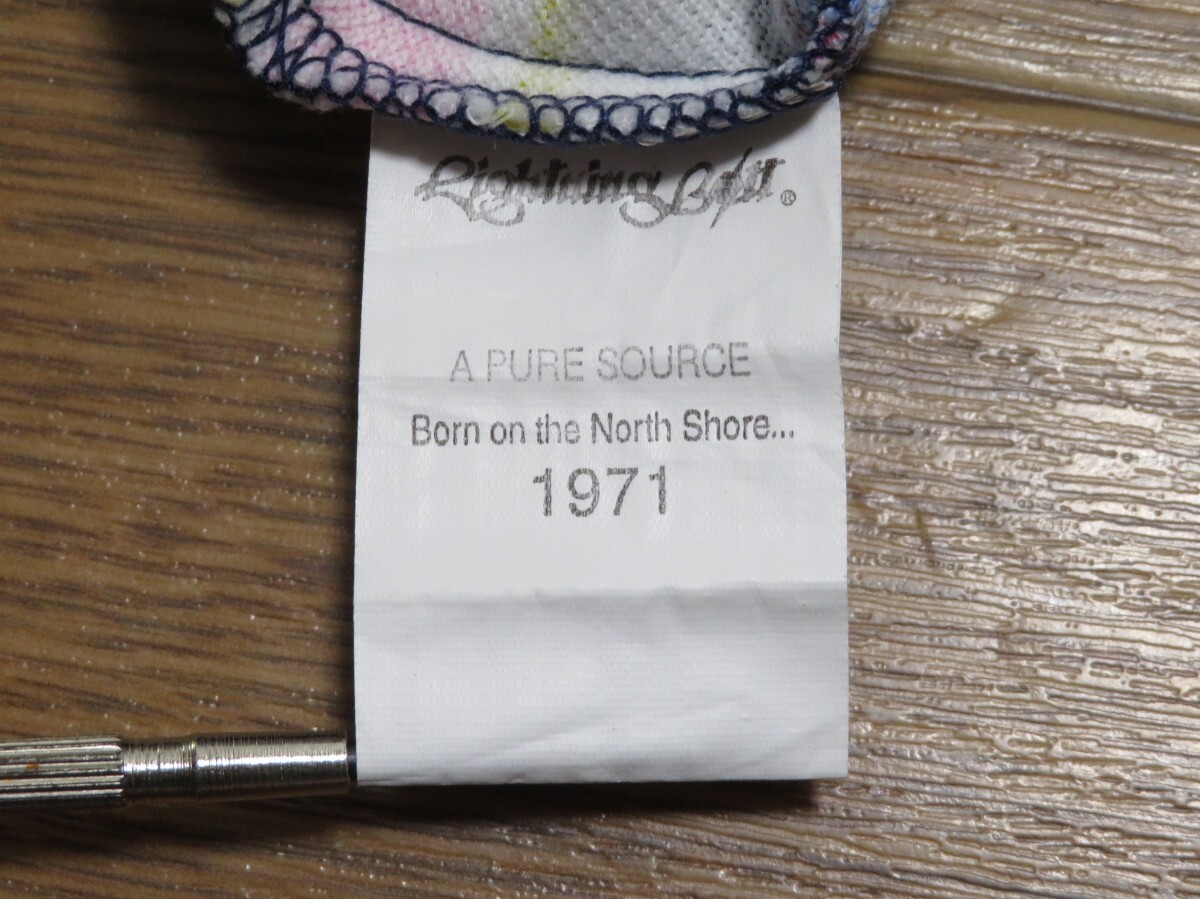 Lightning Bolt®
A PURE SOURCE
Born on the North Shore...
1971